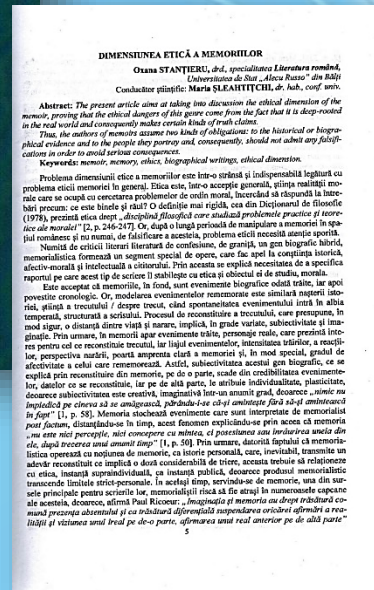 DIMENSIUNEA ETICĂ A MEMORIILOR
Oxana STANȚIERU, drd., specialitatea Literatura română,
Universitatea de Stat „Alecu Russo” din Bălți
Conducător științific: Maria ȘLEAHTIȚCHI, dr. hab., conf. univ.
Abstract: The present article aims at taking into discussion the ethical dimension of the
memoir, proving that the ethical dangers of this genre come from the fact that it is deep-rooted
in the real world and consequently makes certain kinds of truth claims.
Thus, the authors of memoirs assume two kinds of obligations: to the historical or biogra-
phical evidence and to the people they portray and, consequently, should not admit any falsifi-
cations in order to avoid serious consequences.
Keywords: memoir, memory, ethics, biographical writings, ethical dimension.
Problema dimensiunii etice a memoriilor este într-o strânsă și indispensabilă legătură cu
problema eticii memoriei în general. Etica este, într-o accepție generală, știința realității mo-
rale care se ocupă cu cercetarea problemelor de ordin moral, încercând să răspundă la între-
bări precum: ce este binele și răul? O definiție mai rigidă, cea din Dicționarul de filosofie
(1978), prezintă etica drept „disciplină filosofică care studiază problemele practice și teore-
tice ale moralei” [2, p. 246-247]. Or, după o lungă perioadă de manipulare a memoriei în spa-
țiul românesc și nu numai, de falsificare a acesteia, problema eticii necesită atenție sporită.
Numită de criticii literari literatură de confesiune, de graniță, un gen biografic hibrid,
memorialistica formează un segment special de opere, care fac apel la conștiința istorică,
afectiv-morală și intelectuală a cititorului. Prin aceasta se explică necesitatea de a specifica
raportul pe care acest tip de scriere îl stabilește cu etica și obiectul ei de studiu, morala.
Este acceptat că memoriile, în fond, sunt evenimente biografice odată trăite, iar apoi
povestite cronologic. Or, modelarea evenimentelor rememorate este similară nașterii isto-
riei, știință a trecutului / despre trecut, când spontaneitatea evenimentului intră în albia
temperată, structurată a scrisului. Procesul de reconstituire a trecutului, care presupune, în
mod sigur, o distanță dintre viață și narare, implică, în grade variate, subiectivitate și ima-
ginație. Prin urmare, în memorii apar evenimente trăite, personaje reale, care prezintă inte-
res pentru cel ce reconstituie trecutul, iar liajul evenimentelor, intensitatea trăirilor, a reacții-
lor, perspectiva narării, poartă amprenta clară a memoriei și, în mod special, gradul de
afectivitate a celui care rememorează. Astfel, subiectivitatea acestui gen biografic, ce se
explică prin reconstituire din memorie, pe de o parte, scade din credibilitatea evenimente-
lor, datelor ce se reconstituie, iar pe de altă parte, le atribuie individualitate, plasticitate,
deoarece subiectivitatea este creativă, imaginativă într-un anumit grad, deoarece „nimic nu
împiedică pe cineva să se amăgească, părându-i-se că-și amintește fără să-și amintească
în fapt” [1, p. 58]. Memoria stochează evenimente care sunt interpretate de memorialist
post factum, distanțându-se în timp, acest fenomen explicându-se prin aceea că memoria
„nu este nici percepție, nici concepere cu mintea, ci posesiunea sau înrâurirea uneia din
ele, după trecerea unui anumit timp” [1, p. 50]. Prin urmare, datorită faptului că memoria-
listica operează cu noțiunea de memorie, ca istorie personală, care, inevitabil, transmite un
adevăr reconstituit ce implică o doză considerabilă de trăire, aceasta trebuie să relaționeze
cu etica, instanță supraindividuală, ca instanță publică, deoarece produsul memorialistic
transcende limitele strict-personale. În același timp, servindu-se de memorie, una din sur-
sele principale pentru scrierile lor, memorialiștii riscă să fie atrași în numeroasele capcane
ale acesteia, deoarece, afirmă Paul Ricoeur: „Imaginația și memoria au drept trăsătură co-
mună prezența absentului și ca trăsătură diferențială suspendarea oricărei afirmări a rea-
lității și viziunea unui ireal pe de-o parte, afirmarea unui real anterior pe de altă parte”
5